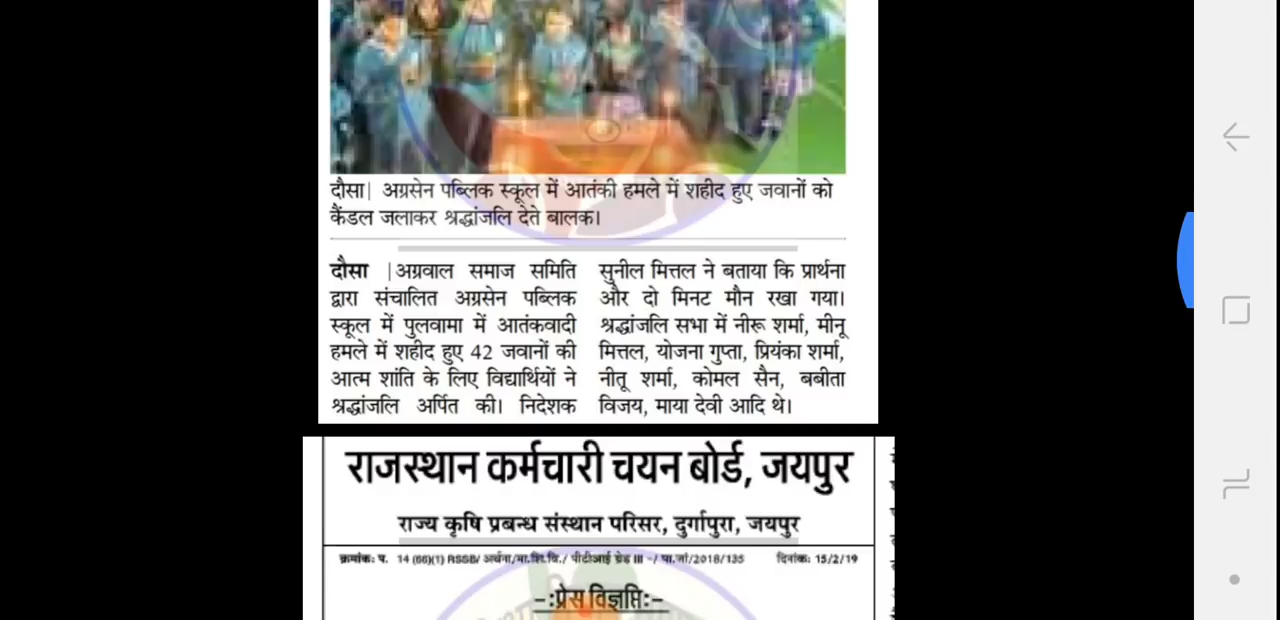 दौसा| अग्रसेन पब्लिक स्कूल में आतंकी हमले में शहीद हुए जवानों को
कैंडल जलाकर श्रद्धांजलि देते बालक।
दौसा |अग्रवाल समाज समिति
द्वारा संचालित अग्रसेन पब्लिक
स्कूल में पुलवामा में आतंकवादी
हमले में शहीद हुए 42 जवानों की
आत्म शांति के लिए विद्यार्थियों ने
श्रद्धांजलि अर्पित की। निदेशक
सुनील मित्तल ने बताया कि प्रार्थना
और दो मिनट मौन रखा गया।
श्रद्धांजलि सभा में नीरू शर्मा, मीनू
मित्तल, योजना गुप्ता, प्रियंका शर्मा,
नीतू शर्मा, कोमल सैन, बबीता
विजय, माया देवी आदि थे।
राजस्थान कर्मचारी चयन बोर्ड, जयपुर
राज्य कृषि प्रबन्ध संस्थान परिसर, दुर्गापुरा, जयपुर
क्रमांक: प. 14 (66)(1) RSSB/ अर्थना/मा.शि.वि./ पीटीआई ग्रेड III -/ पा.जां/2018/135 दिनांक: 15/2/19
-:प्रेस विज्ञप्ति:-